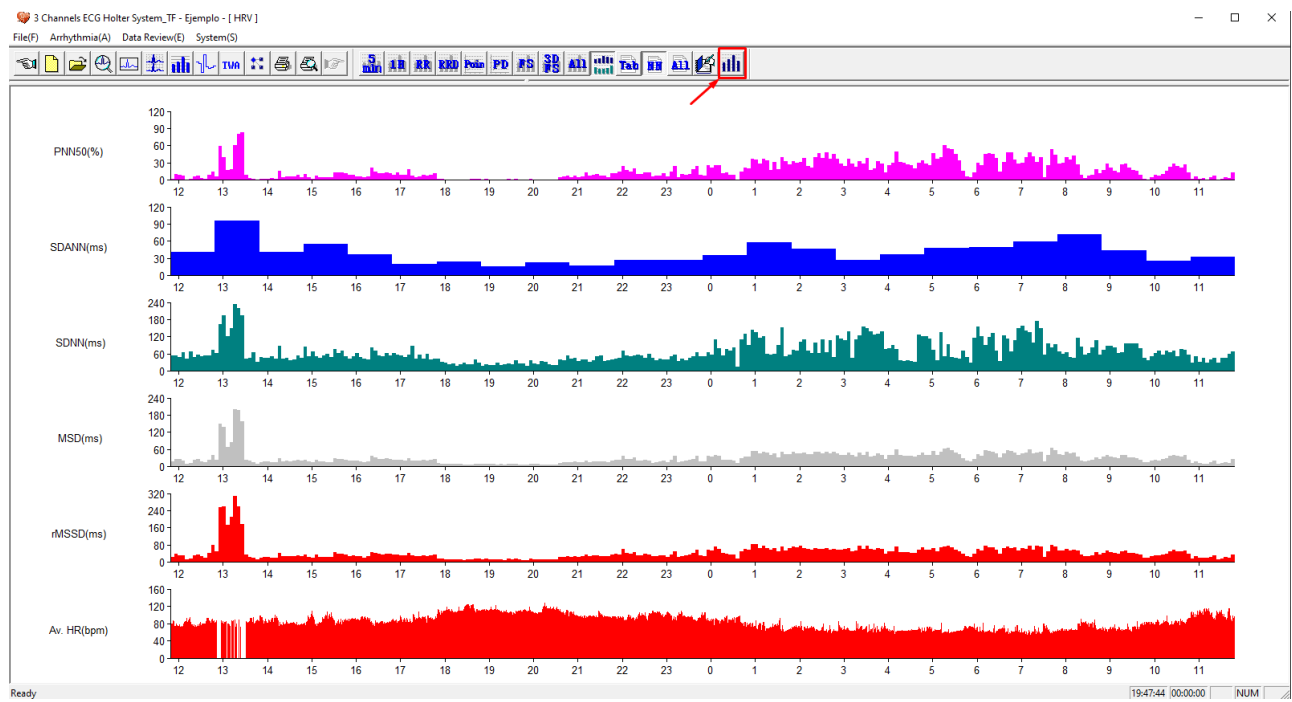 3 Channels ECG Holter System_TF - Ejemplo - [ HRV ]
File(F) Arrhythmia(A) Data Review(E) System(S)
TWA 5 min 1H RR RRD Poin PD FS 3D FS All Tab NN All
120
90
PNN50(%) 60
30
0
12 13 14 15 16 17 18 19 20 21 22 23 0 1 2 3 4 5 6 7 8 9 10 11
120
90
SDANN(ms) 60
30
0
12 13 14 15 16 17 18 19 20 21 22 23 0 1 2 3 4 5 6 7 8 9 10 11
240
180
SDNN(ms) 120
60
0
12 13 14 15 16 17 18 19 20 21 22 23 0 1 2 3 4 5 6 7 8 9 10 11
240
180
MSD(ms) 120
60
0
12 13 14 15 16 17 18 19 20 21 22 23 0 1 2 3 4 5 6 7 8 9 10 11
320
240
rMSSD(ms) 160
80
0
12 13 14 15 16 17 18 19 20 21 22 23 0 1 2 3 4 5 6 7 8 9 10 11
160
120
Av. HR(bpm) 80
40
0
12 13 14 15 16 17 18 19 20 21 22 23 0 1 2 3 4 5 6 7 8 9 10 11
Ready 19:47:44 00:00:00 NUM